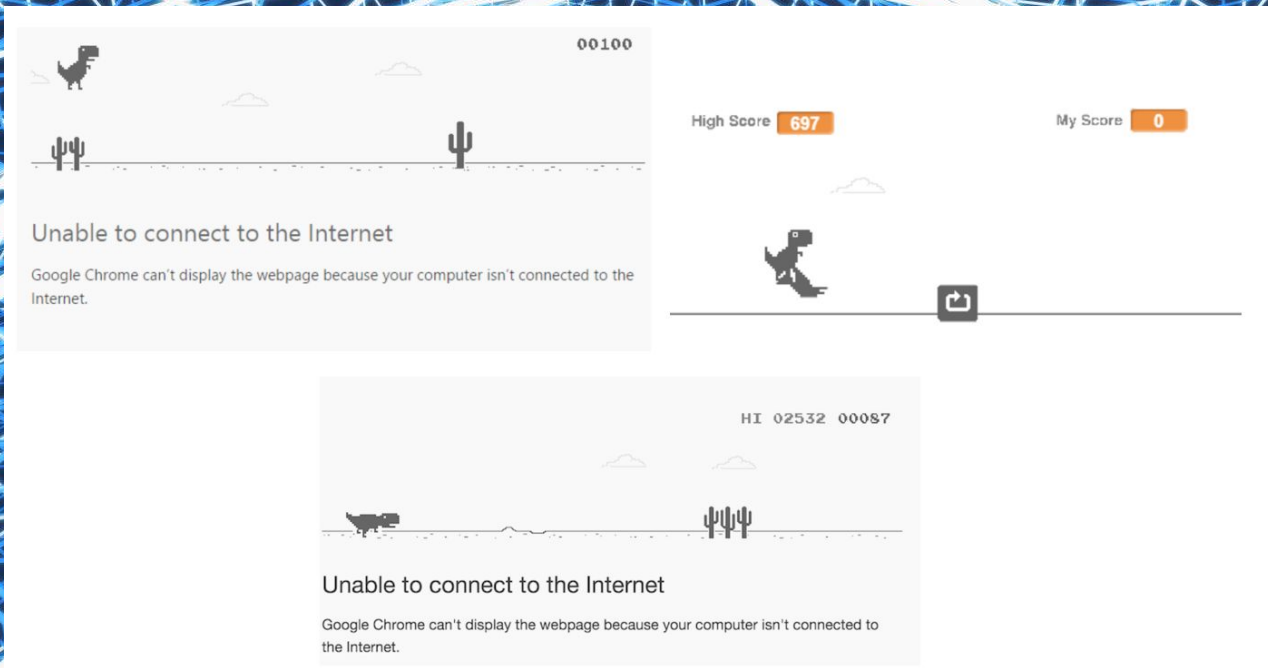 00100
Unable to connect to the Internet
Google Chrome can't display the webpage because your computer isn't connected to the
Internet.
High Score 697
My Score 0
HI 02532 00087
Unable to connect to the Internet
Google Chrome can't display the webpage because your computer isn't connected to
the Internet.